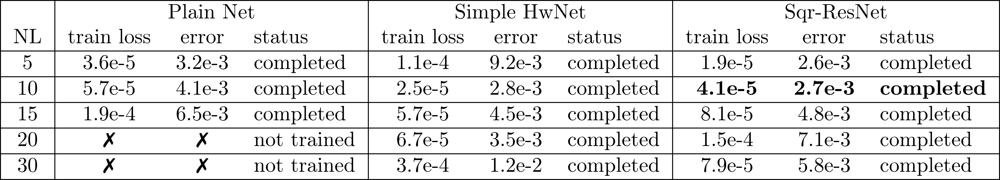 Plain Net Simple HwNet Sqr-ResNet
NL train loss error status train loss error status train loss error status
5 3.6e-5 3.2e-3 completed 1.1e-4 9.2e-3 completed 1.9e-5 2.6e-3 completed
10 5.7e-5 4.1e-3 completed 2.5e-5 2.8e-3 completed 4.1e-5 2.7e-3 completed
15 1.9e-4 6.5e-3 completed 5.7e-5 4.5e-3 completed 8.1e-5 4.8e-3 completed
20 ✗ ✗ not trained 6.7e-5 3.5e-3 completed 1.5e-4 7.1e-3 completed
30 ✗ ✗ not trained 3.7e-4 1.2e-2 completed 7.9e-5 5.8e-3 completed